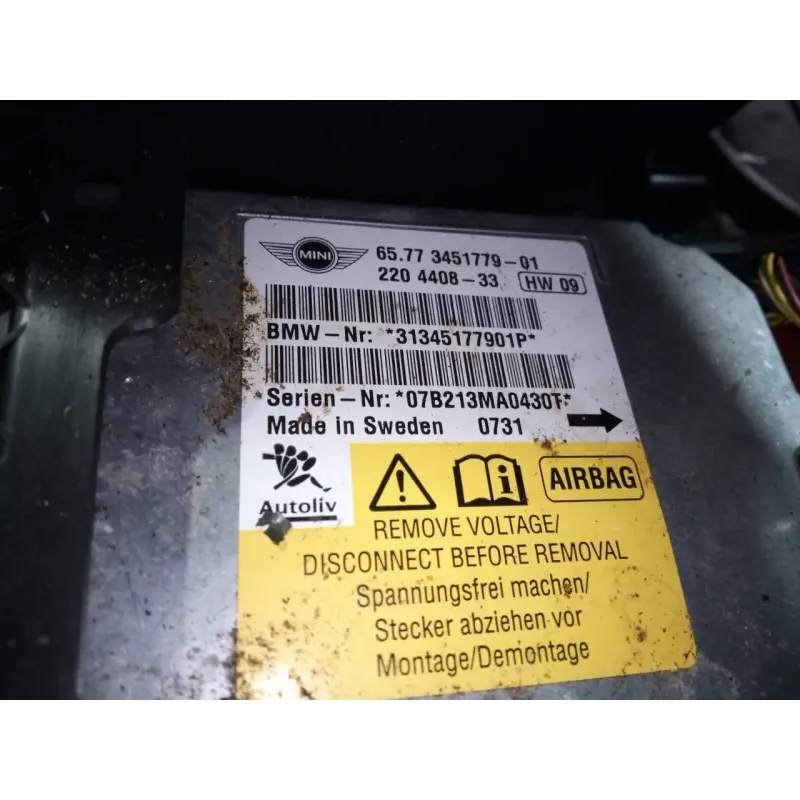 MINI
65.77 3451779-01
220 4408-33 HW 09
BMW-Nr: *31345177901P*
Serien-Nr: *07B213MA0430T*
Made in Sweden 0731
Autoliv
AIRBAG
REMOVE VOLTAGE/
DISCONNECT BEFORE REMOVAL
Spannungsfrei machen/
Stecker abziehen vor
Montage/Demontage